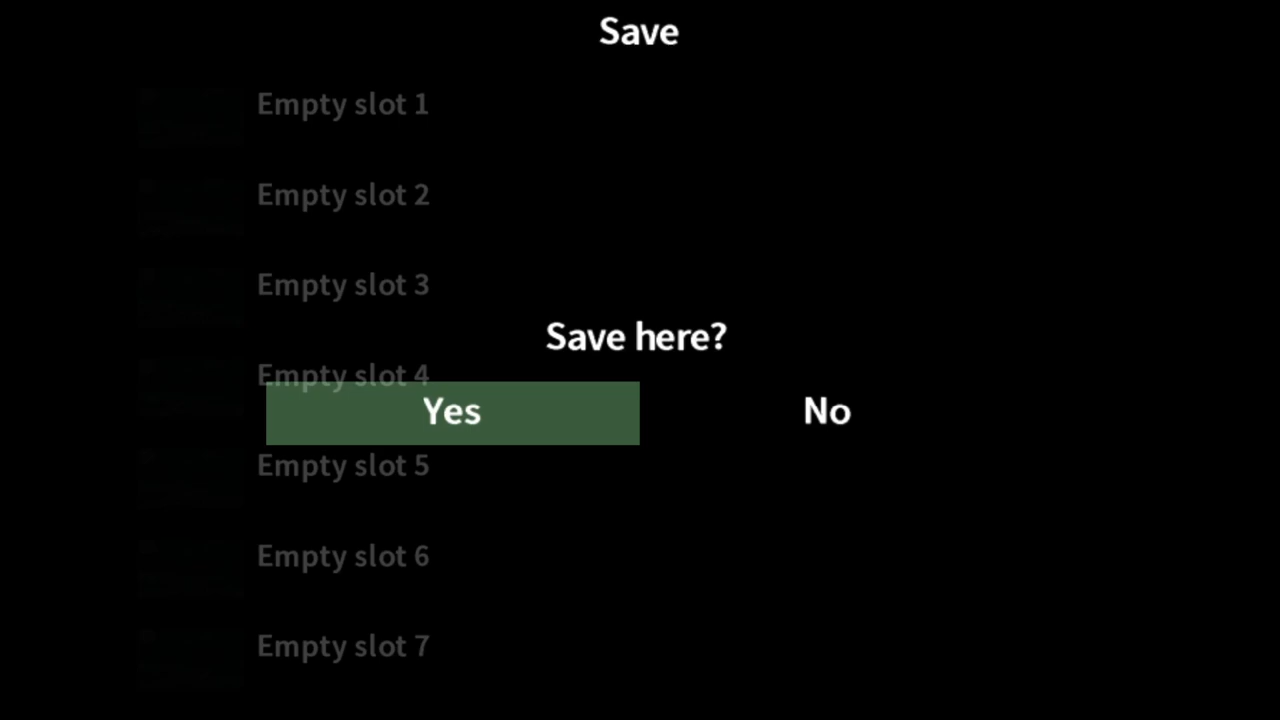 Save
Empty slot 1
Empty slot 2
Empty slot 3
Save here?
Empty slot 4
Yes
No
Empty slot 5
Empty slot 6
Empty slot 7